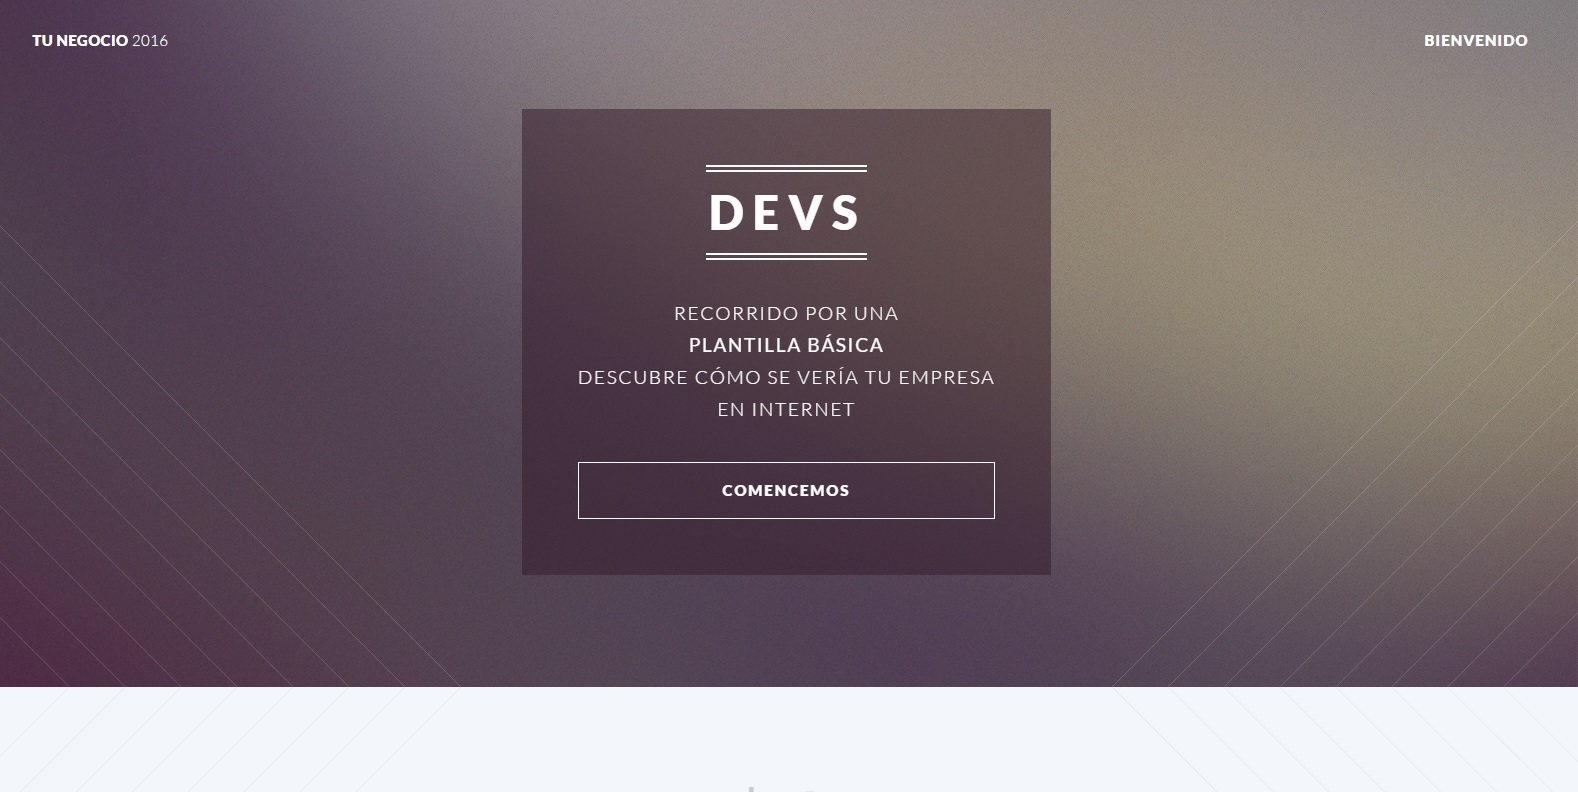 TU NEGOCIO 2016
BIENVENIDO
DEVS
RECORRIDO POR UNA
PLANTILLA BÁSICA
DESCUBRE CÓMO SE VERÍA TU EMPRESA
EN INTERNET
COMENCEMOS